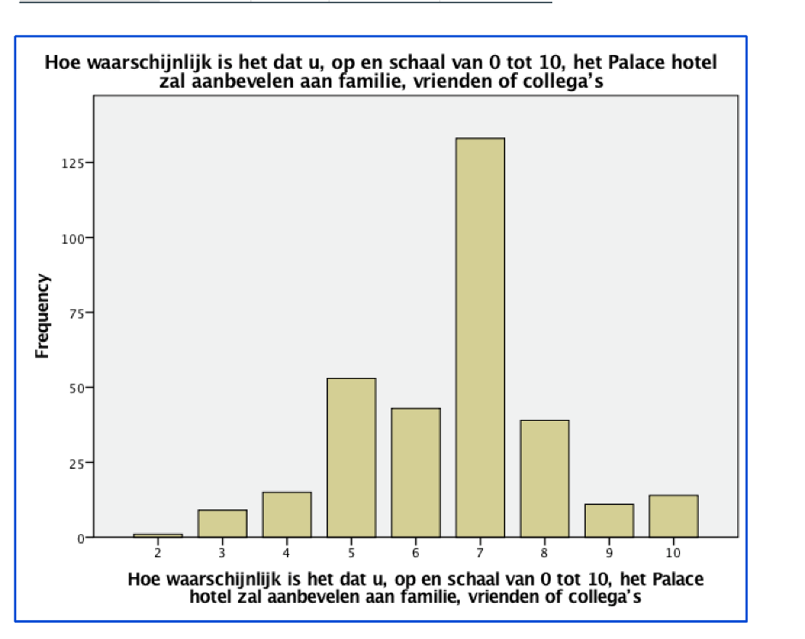 Hoe waarschijnlijk is het dat u, op en schaal van 0 tot 10, het Palace hotel
zal aanbevelen aan familie, vrienden of collega's
125
100
75
50
25
0
Frequency
2 3 4 5 6 7 8 9 10
Hoe waarschijnlijk is het dat u, op en schaal van 0 tot 10, het Palace
hotel zal aanbevelen aan familie, vrienden of collega's